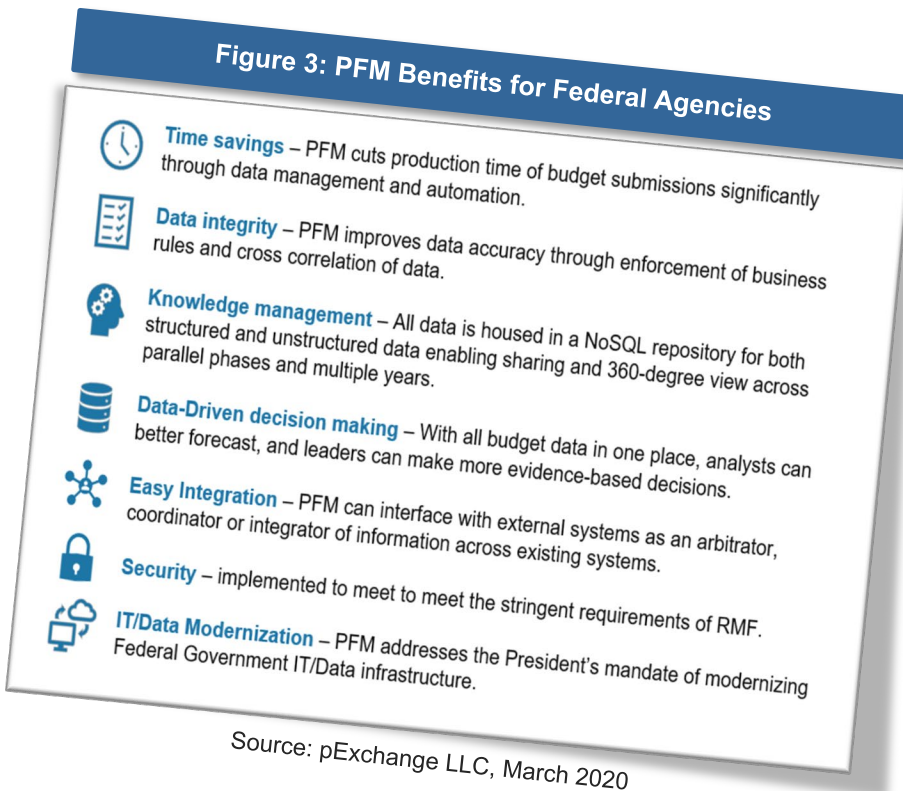 Figure 3: PFM Benefits for Federal Agencies
Time savings – PFM cuts production time of budget submissions significantly
through data management and automation.
Data integrity – PFM improves data accuracy through enforcement of business
rules and cross correlation of data.
Knowledge management – All data is housed in a NoSQL repository for both
structured and unstructured data enabling sharing and 360-degree view across
parallel phases and multiple years.
Data-Driven decision making – With all budget data in one place, analysts can
better forecast, and leaders can make more evidence-based decisions.
Easy Integration – PFM can interface with external systems as an arbitrator,
coordinator or integrator of information across existing systems.
Security – implemented to meet to meet the stringent requirements of RMF.
IT/Data Modernization – PFM addresses the President's mandate of modernizing
Federal Government IT/Data infrastructure.
Source: pExchange LLC, March 2020